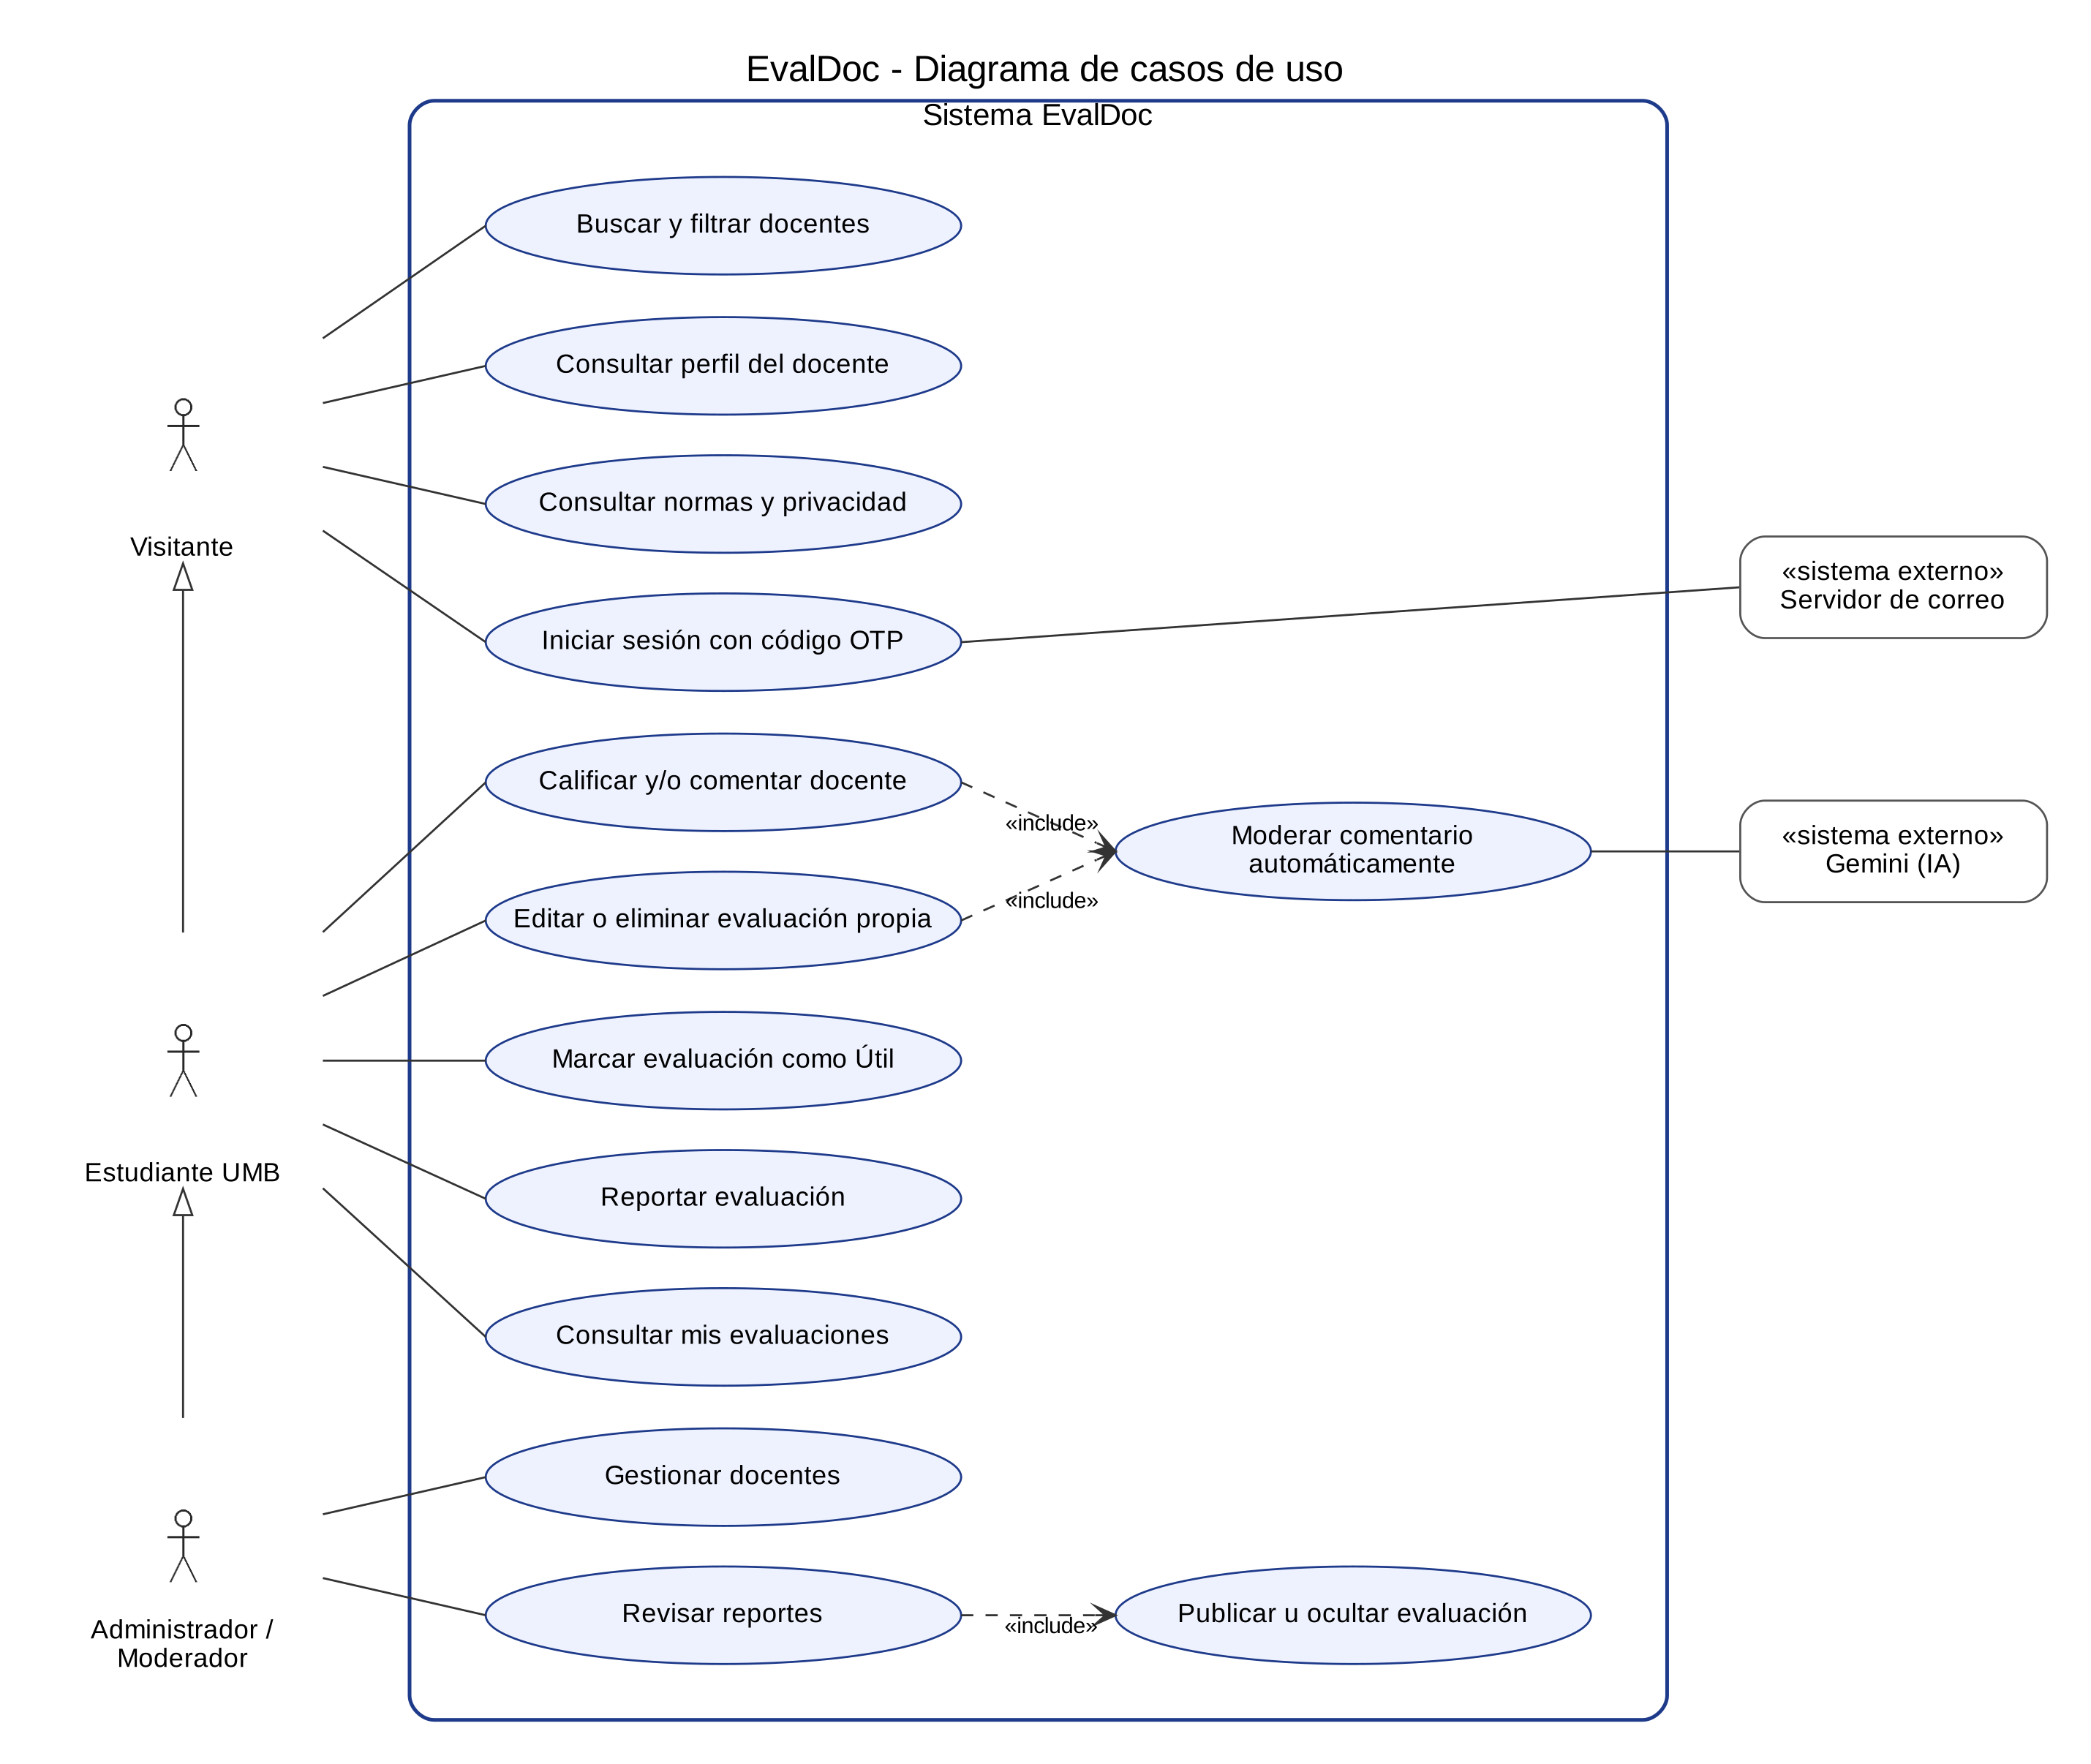 EvalDoc - Diagrama de casos de uso
Sistema EvalDoc
Buscar y filtrar docentes
Consultar perfil del docente
Consultar normas y privacidad
Visitante
«sistema externo»
Servidor de correo
Iniciar sesión con código OTP
Calificar y/o comentar docente
«include»
Moderar comentario
automáticamente
«sistema externo»
Gemini (IA)
«include»
Editar o eliminar evaluación propia
Marcar evaluación como Útil
Estudiante UMB
Reportar evaluación
Consultar mis evaluaciones
Gestionar docentes
Administrador /
Moderador
Revisar reportes
«include»
Publicar u ocultar evaluación